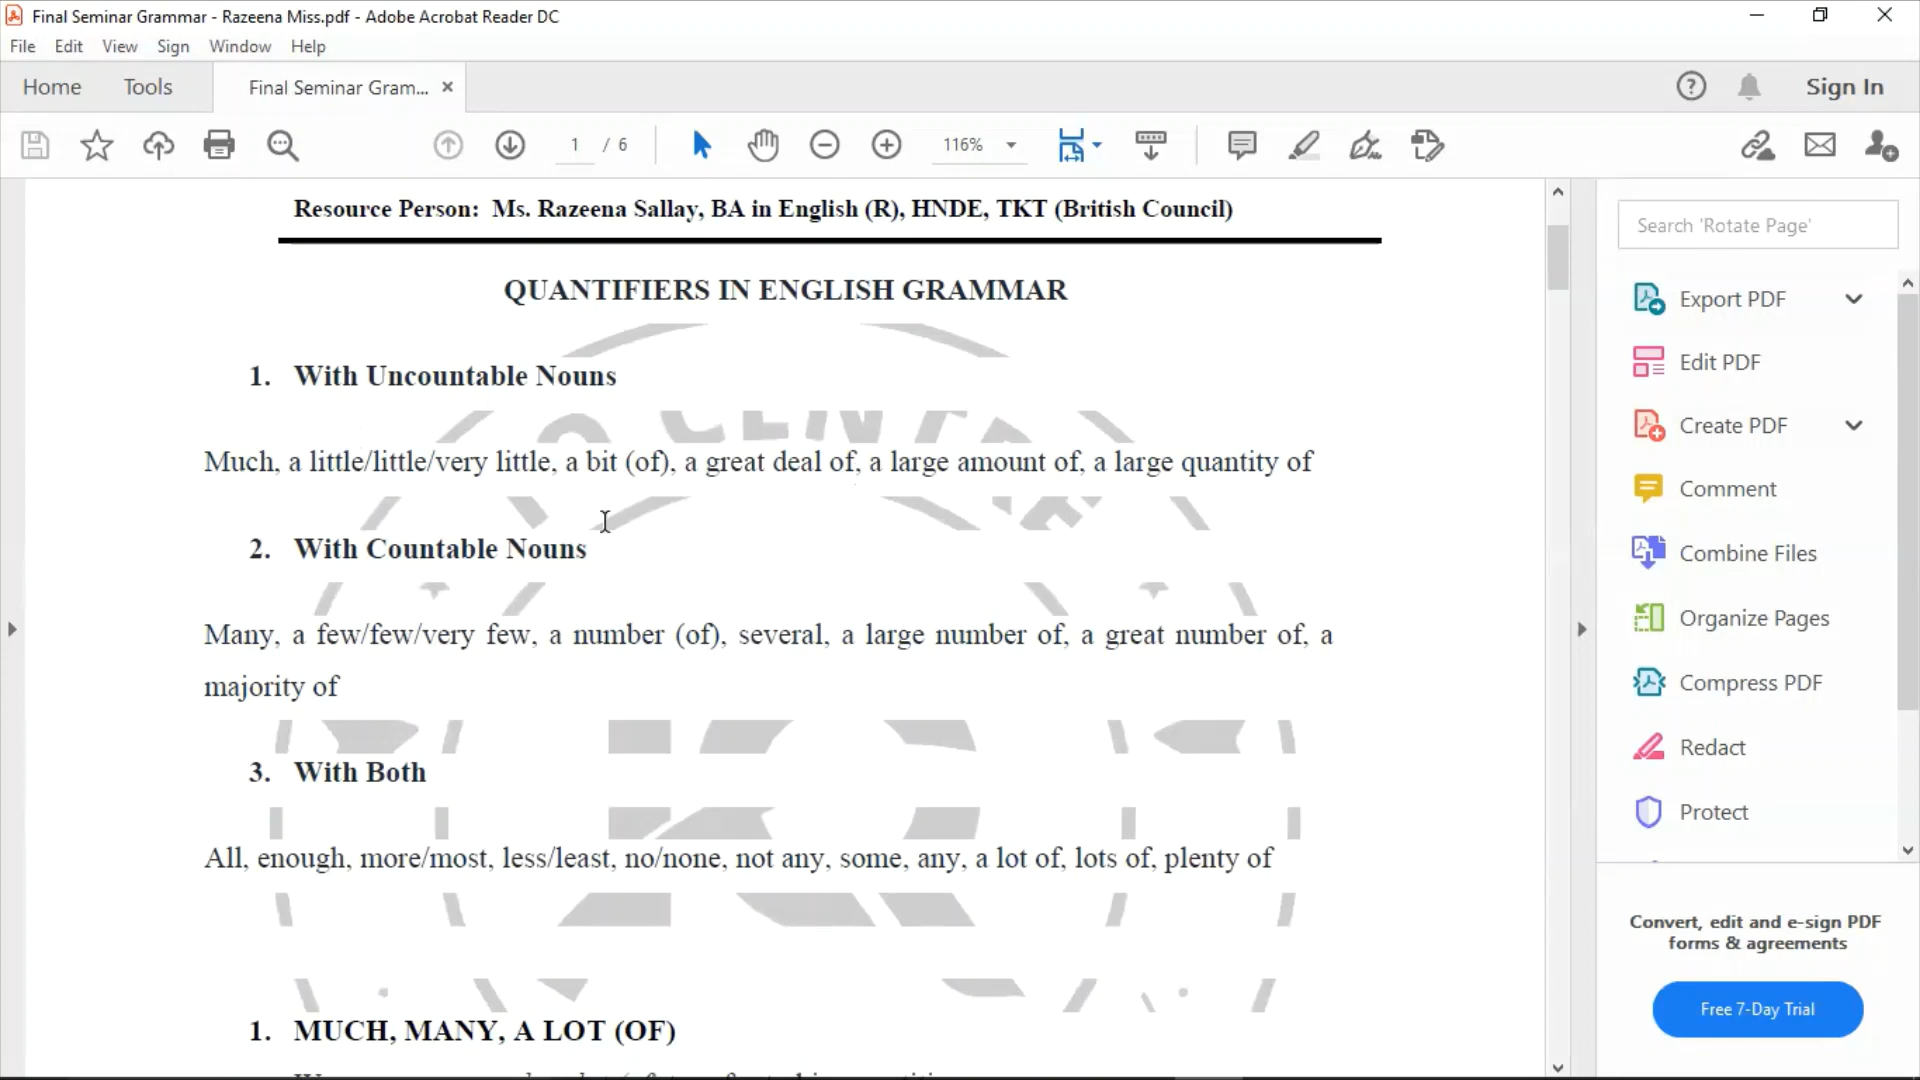 Final Seminar Grammar - Razeena Miss.pdf - Adobe Acrobat Reader DC
File Edit View Sign Window Help
Home Tools Final Seminar Gram... Sign In
1 / 6 116%
Resource Person: Ms. Razeena Sallay, BA in English (R), HNDE, TKT (British Council)
QUANTIFIERS IN ENGLISH GRAMMAR
1. With Uncountable Nouns
Much, a little/little/very little, a bit (of), a great deal of, a large amount of, a large quantity of
2. With Countable Nouns
Many, a few/few/very few, a number (of), several, a large number of, a great number of, a
majority of
3. With Both
All, enough, more/most, less/least, no/none, not any, some, any, a lot of, lots of, plenty of
1. MUCH, MANY, A LOT (OF)
Search 'Rotate Page'
Export PDF
Edit PDF
Create PDF
Comment
Combine Files
Organize Pages
Compress PDF
Redact
Protect
Convert, edit and e-sign PDF
forms & agreements
Free 7-Day Trial